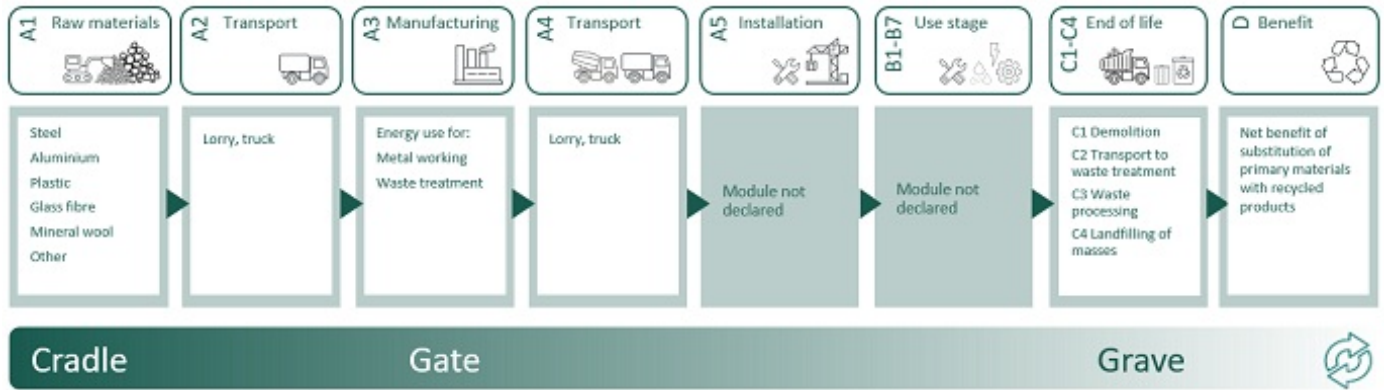 A1 Raw materials
Steel
Aluminium
Plastic
Glass fibre
Mineral wool
Other
A2 Transport
Lorry, truck
A3 Manufacturing
Energy use for:
Metal working
Waste treatment
A4 Transport
Lorry, truck
A5 Installation
Module not
declared
B1-B7 Use stage
Module not
declared
C1-C4 End of life
C1 Demolition
C2 Transport to
waste treatment
C3 Waste
processing
C4 Landfilling of
masses
D Benefit
Net benefit of
substitution of
primary materials
with recycled
products
Cradle
Gate
Grave